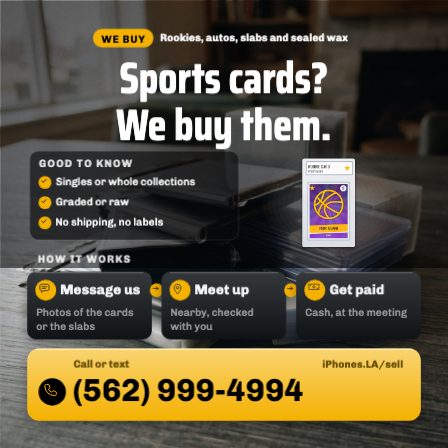 WE BUY
Rookies, autos, slabs and sealed wax
Sports cards?
We buy them.
GOOD TO KNOW
Singles or whole collections
Graded or raw
No shipping, no labels
HOW IT WORKS
Message us
Photos of the cards
or the slabs
Meet up
Nearby, checked
with you
Get paid
Cash, at the meeting
Call or text
iPhones.LA/sell
(562) 999-4994